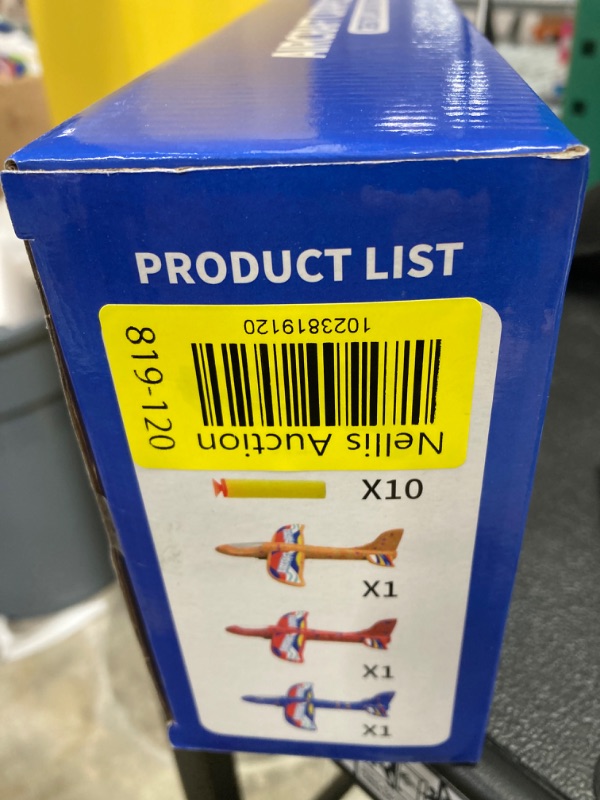 PRODUCT LIST
1023819120
819-120
Nellis Auction
X10
X1
X1
X1